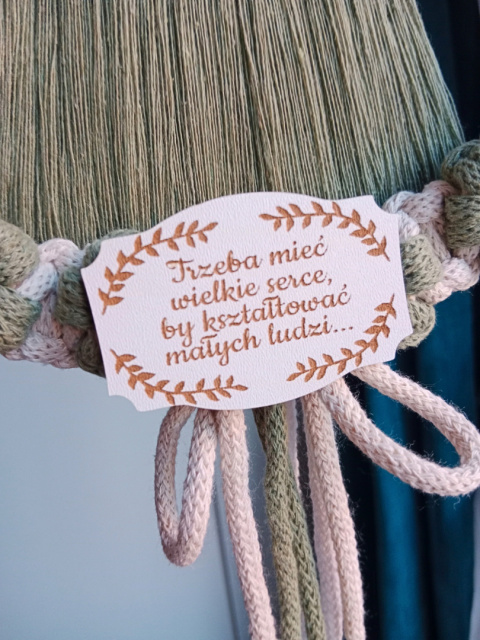 Trzeba mieć
wielkie serce,
by kształtować
małych ludzi...